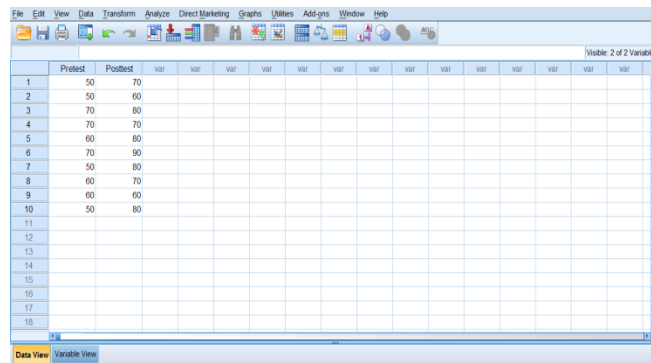 File Edit View Data Transform Analyze Direct Marketing Graphs Utilities Add-ons Window Help
Visible: 2 of 2 Variabl
Pretest Posttest var var var var var var var var var var var var var
1 50 70
2 50 60
3 70 80
4 70 70
5 60 80
6 70 90
7 50 80
8 60 70
9 60 60
10 50 80
11
12
13
14
15
16
17
18
Data View Variable View